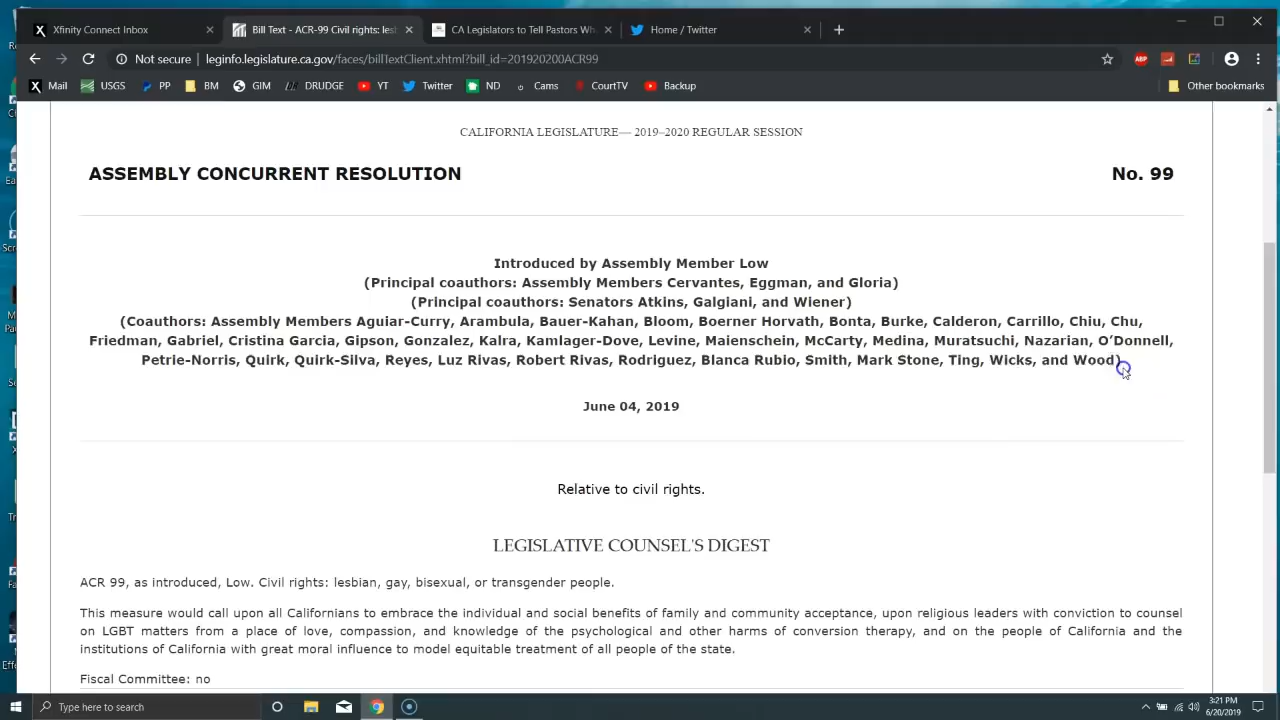 Xfinity Connect Inbox
Bill Text - ACR-99 Civil rights: les
CA Legislators to Tell Pastors Wh
Home / Twitter
Not secure | leginfo.legislature.ca.gov/faces/billTextClient.xhtml?bill_id=201920200ACR99
ABP
Mail USGS PP BM GIM DRUDGE YT Twitter ND Cams CourtTV Backup Other bookmarks
CALIFORNIA LEGISLATURE— 2019–2020 REGULAR SESSION
ASSEMBLY CONCURRENT RESOLUTION No. 99
Introduced by Assembly Member Low
(Principal coauthors: Assembly Members Cervantes, Eggman, and Gloria)
(Principal coauthors: Senators Atkins, Galgiani, and Wiener)
(Coauthors: Assembly Members Aguiar-Curry, Arambula, Bauer-Kahan, Bloom, Boerner Horvath, Bonta, Burke, Calderon, Carrillo, Chiu, Chu,
Friedman, Gabriel, Cristina Garcia, Gipson, Gonzalez, Kalra, Kamlager-Dove, Levine, Maienschein, McCarty, Medina, Muratsuchi, Nazarian, O’Donnell,
Petrie-Norris, Quirk, Quirk-Silva, Reyes, Luz Rivas, Robert Rivas, Rodriguez, Blanca Rubio, Smith, Mark Stone, Ting, Wicks, and Wood)
June 04, 2019
Relative to civil rights.
LEGISLATIVE COUNSEL'S DIGEST
ACR 99, as introduced, Low. Civil rights: lesbian, gay, bisexual, or transgender people.
This measure would call upon all Californians to embrace the individual and social benefits of family and community acceptance, upon religious leaders with conviction to counsel
on LGBT matters from a place of love, compassion, and knowledge of the psychological and other harms of conversion therapy, and on the people of California and the
institutions of California with great moral influence to model equitable treatment of all people of the state.
Fiscal Committee: no
Type here to search
3:21 PM
6/20/2019